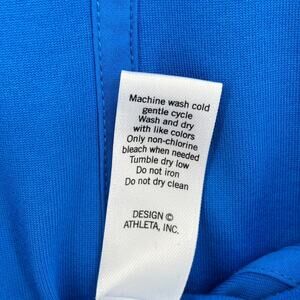 Machine wash cold
gentle cycle
Wash and dry
with like colors
Only non-chlorine
bleach when needed
Tumble dry low
Do not iron
Do not dry clean
DESIGN ©
ATHLETA, INC.